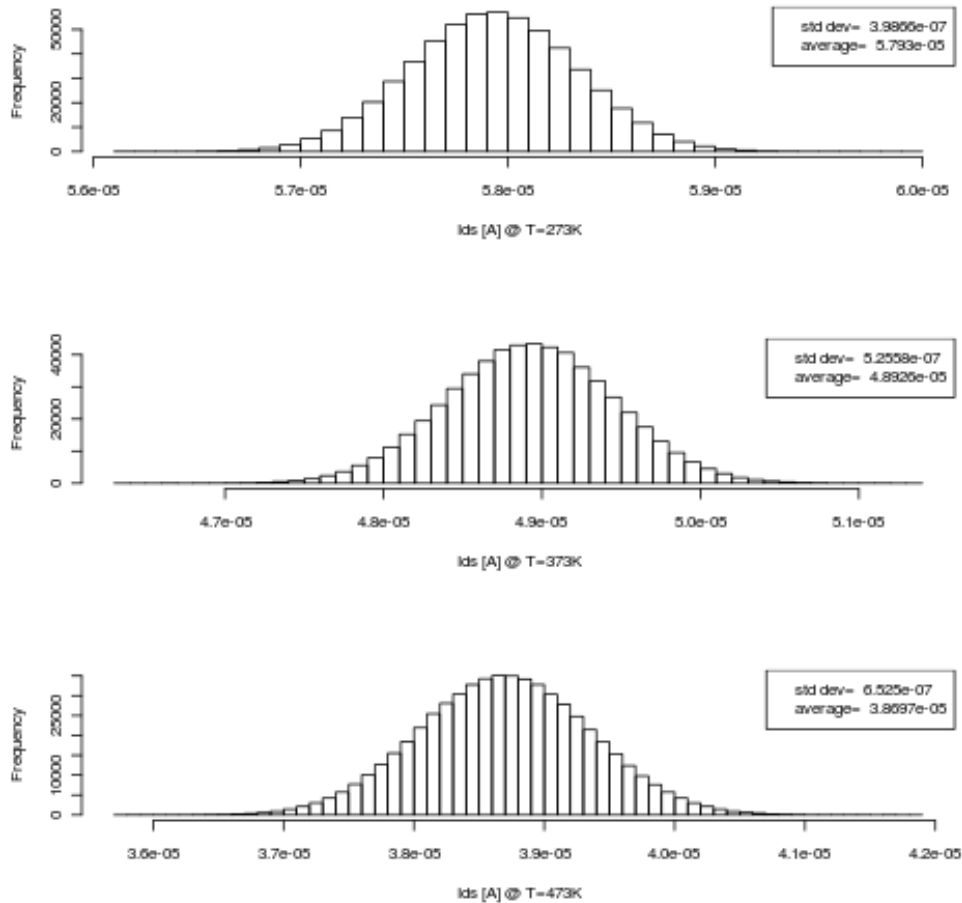 Frequency
0
20000
50000
std dev= 3.9866e-07
average= 5.793e-05
5.6e-05 5.7e-05 5.8e-05 5.9e-05 6.0e-05
Ids [A] @ T=273K
Frequency
0
20000
40000
std dev= 5.2558e-07
average= 4.8926e-05
4.7e-05 4.8e-05 4.9e-05 5.0e-05 5.1e-05
Ids [A] @ T=373K
Frequency
0
10000
25000
std dev= 6.525e-07
average= 3.8697e-05
3.6e-05 3.7e-05 3.8e-05 3.9e-05 4.0e-05 4.1e-05 4.2e-05
Ids [A] @ T=473K